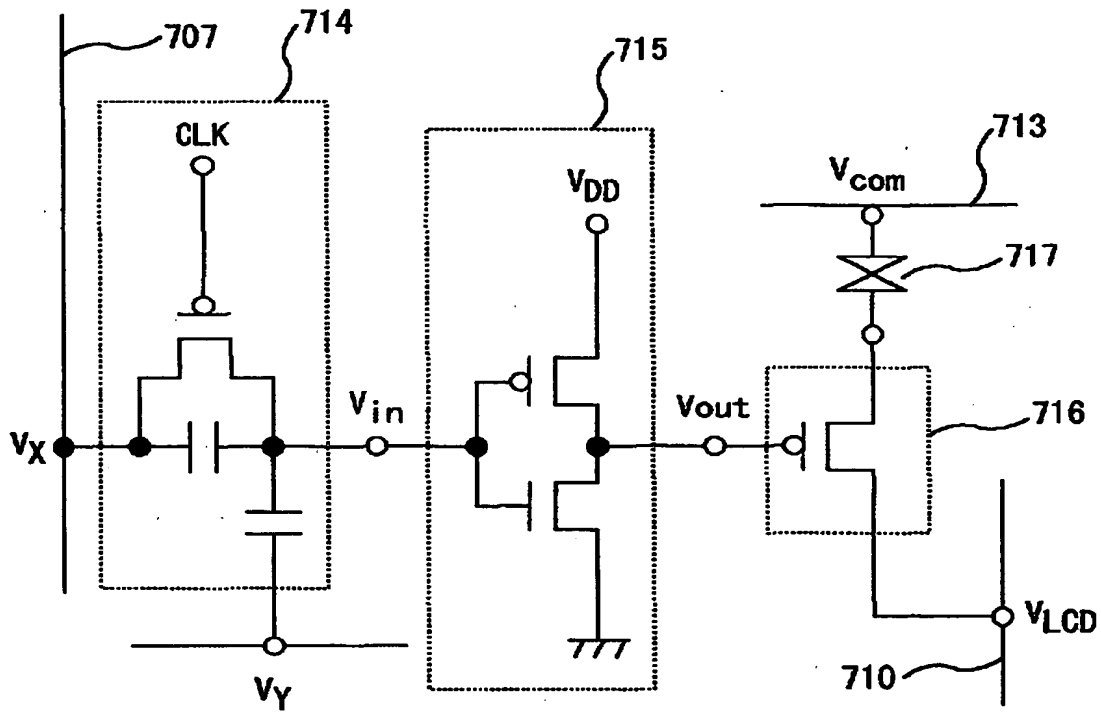 707
714
715
CLK
713
Vcom
VDD
717
Vin
Vout
716
VX
VLCD
710
VY